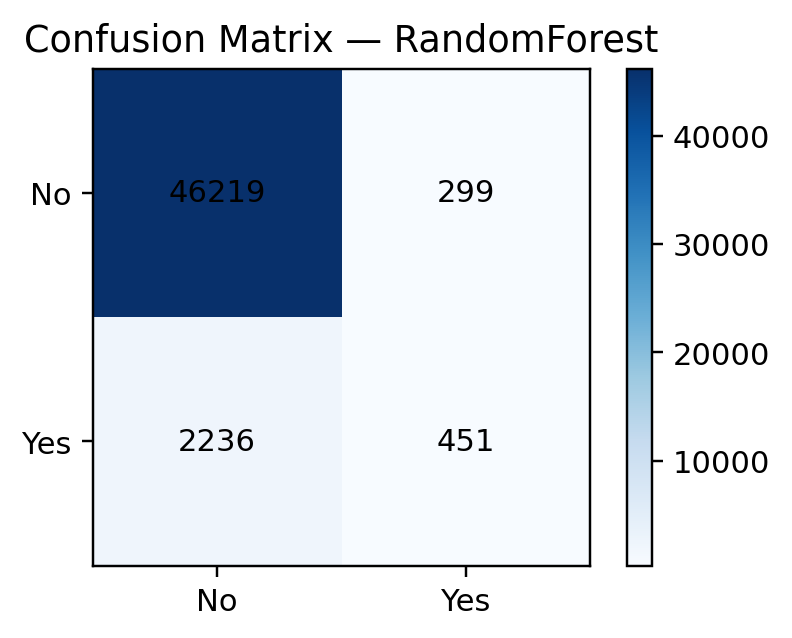 Confusion Matrix — RandomForest
No 46219 299
Yes 2236 451
No Yes
40000
30000
20000
10000